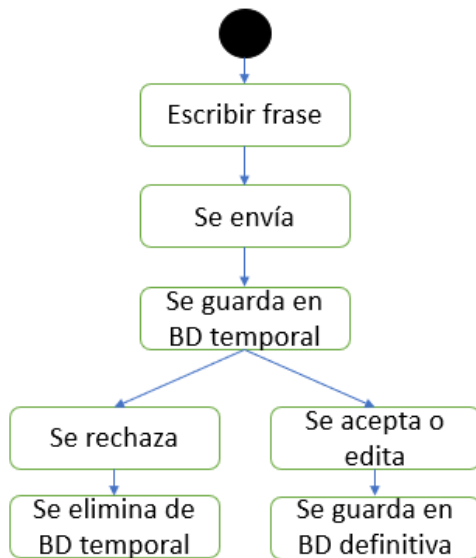 Escribir frase
Se envía
Se guarda en
BD temporal
Se rechaza
Se acepta o
edita
Se elimina de
BD temporal
Se guarda en
BD definitiva